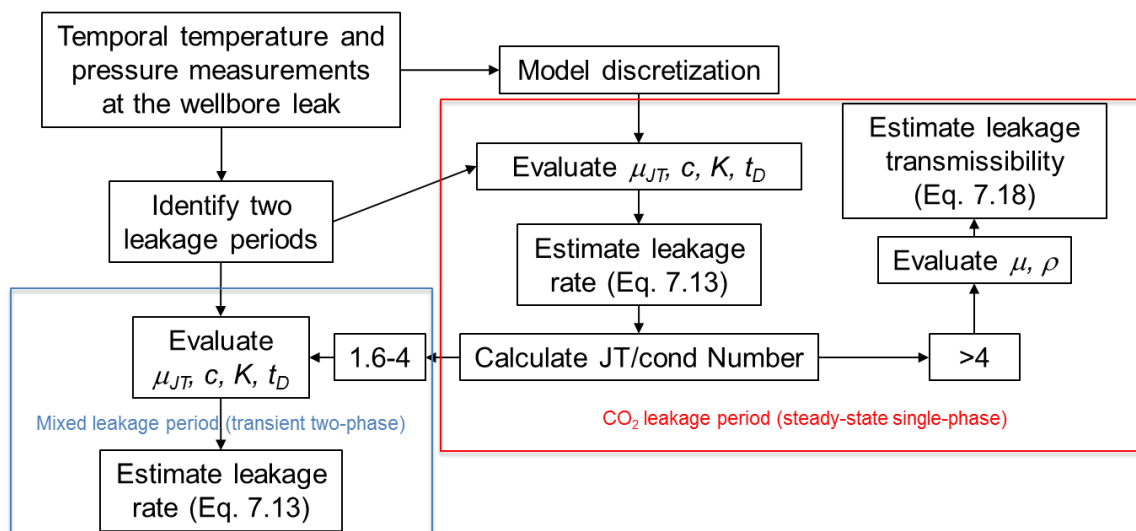 Temporal temperature and
pressure measurements
at the wellbore leak
Model discretization
Identify two
leakage periods
Evaluate μJT, c, K, tD
Estimate leakage
rate (Eq. 7.13)
Calculate JT/cond Number
>4
Evaluate μ, ρ
Estimate leakage
transmissibility
(Eq. 7.18)
CO2 leakage period (steady-state single-phase)
1.6-4
Evaluate
μJT, c, K, tD
Mixed leakage period (transient two-phase)
Estimate leakage
rate (Eq. 7.13)